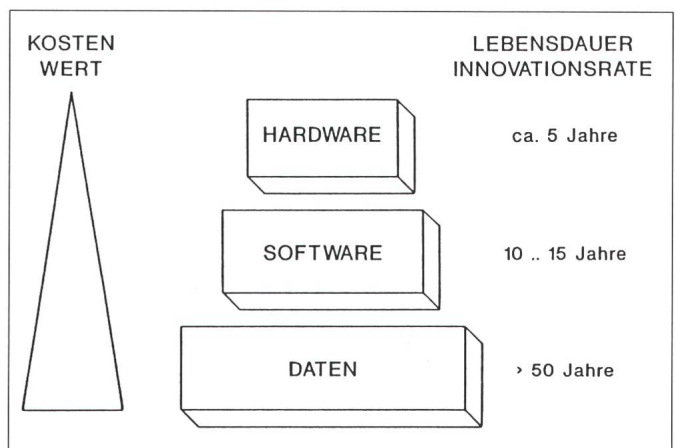 KOSTEN
WERT
LEBENSDAUER
INNOVATIONSRATE
HARDWARE
ca. 5 Jahre
SOFTWARE
10 .. 15 Jahre
DATEN
> 50 Jahre